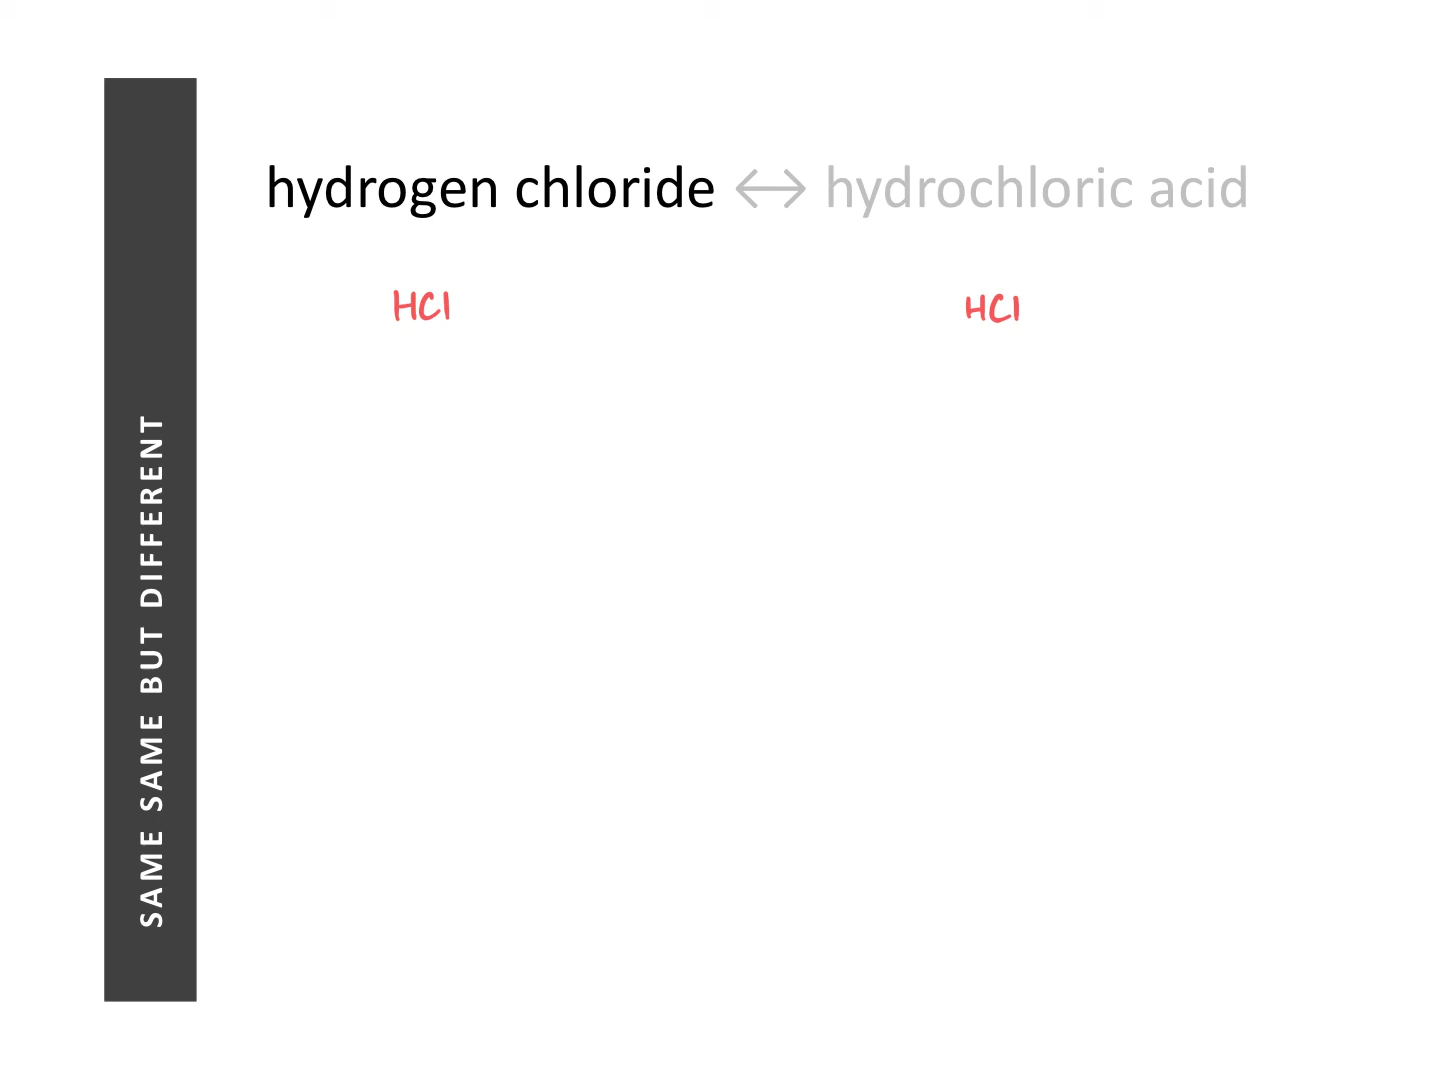 hydrogen chloride ↔ hydrochloric acid
HCl HCl
SAME SAME BUT DIFFERENT